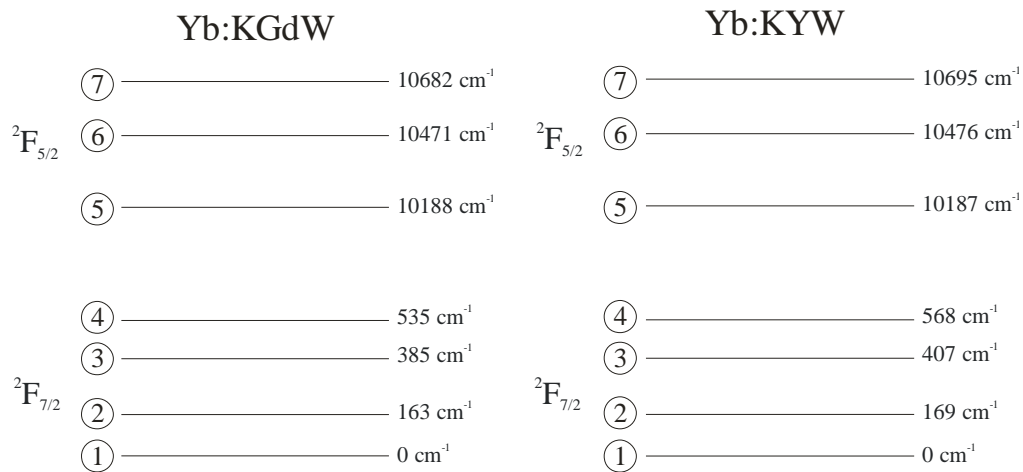 Yb:KGdW
⑦ 10682 cm⁻¹
²F₅/₂ ⑥ 10471 cm⁻¹
⑤ 10188 cm⁻¹
④ 535 cm⁻¹
③ 385 cm⁻¹
²F₇/₂ ② 163 cm⁻¹
① 0 cm⁻¹
Yb:KYW
⑦ 10695 cm⁻¹
²F₅/₂ ⑥ 10476 cm⁻¹
⑤ 10187 cm⁻¹
④ 568 cm⁻¹
③ 407 cm⁻¹
²F₇/₂ ② 169 cm⁻¹
① 0 cm⁻¹